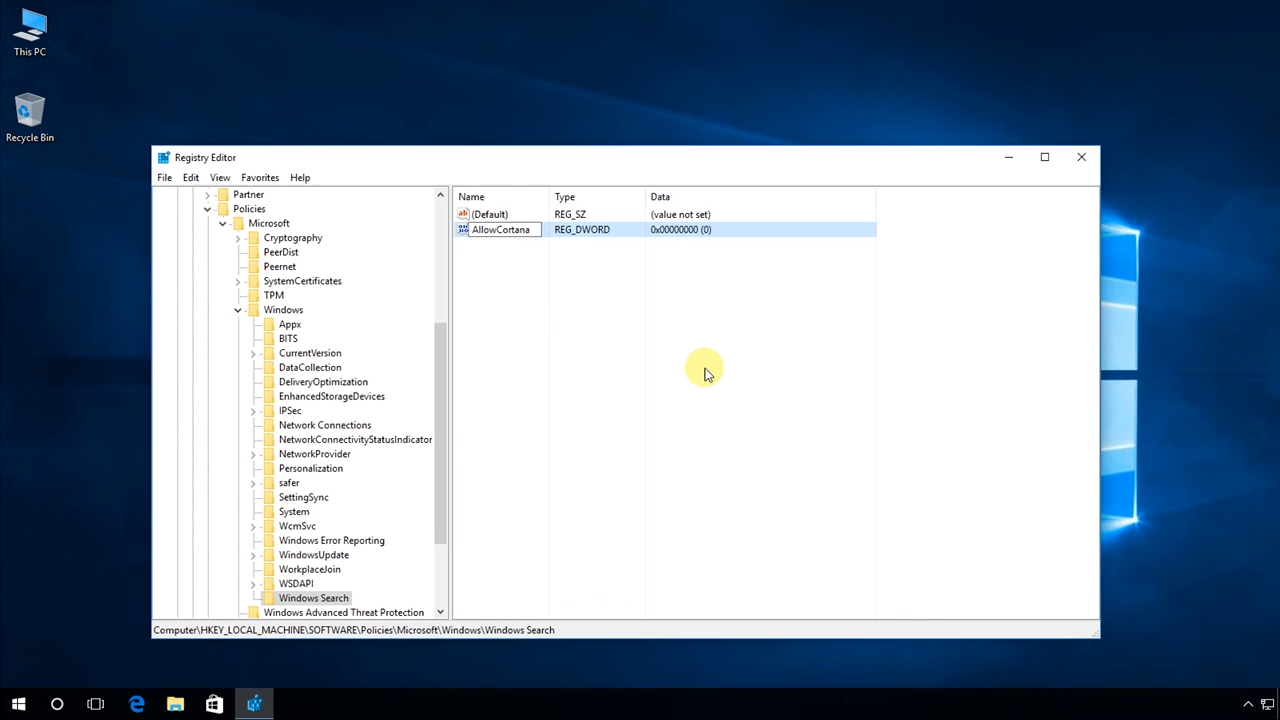 This PC
Recycle Bin
Registry Editor
File Edit View Favorites Help
Partner
Policies
Microsoft
Cryptography
PeerDist
Peernet
SystemCertificates
TPM
Windows
Appx
BITS
CurrentVersion
DataCollection
DeliveryOptimization
EnhancedStorageDevices
IPSec
Network Connections
NetworkConnectivityStatusIndicator
NetworkProvider
Personalization
safer
SettingSync
System
WcmSvc
Windows Error Reporting
WindowsUpdate
WorkplaceJoin
WSDAPI
Windows Search
Windows Advanced Threat Protection
Name Type Data
ab (Default) REG_SZ (value not set)
AllowCortana REG_DWORD 0x00000000 (0)
Computer\HKEY_LOCAL_MACHINE\SOFTWARE\Policies\Microsoft\Windows\Windows Search